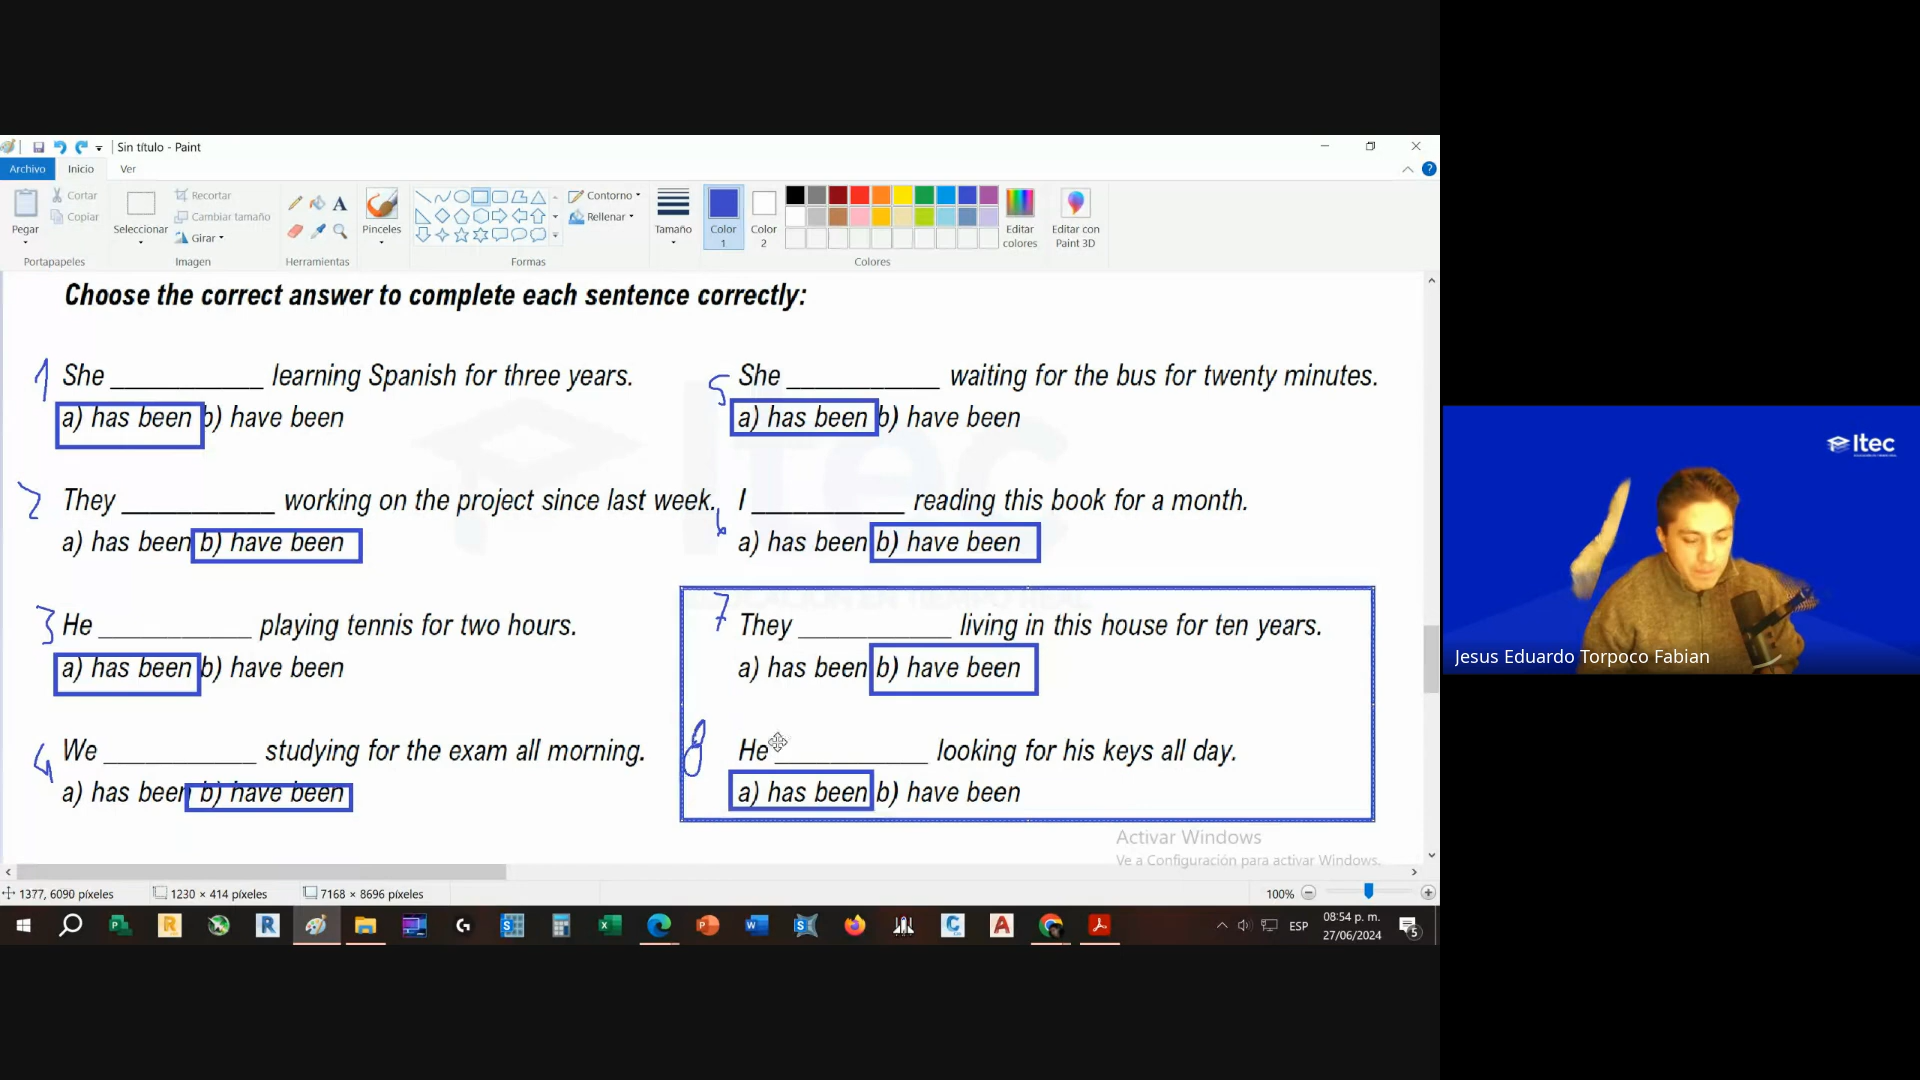 Sin título - Paint
Archivo Inicio Ver
Pegar
Cortar
Copiar
Portapapeles
Seleccionar
Recortar
Cambiar tamaño
Girar
Imagen
Herramientas
Pinceles
Formas
Contorno
Rellenar
Tamaño
Color 1
Color 2
Editar colores
Editar con Paint 3D
Colores
Choose the correct answer to complete each sentence correctly:
1 She ___________ learning Spanish for three years.
a) has been b) have been
2 They ___________ working on the project since last week.
a) has been b) have been
3 He ___________ playing tennis for two hours.
a) has been b) have been
4 We ___________ studying for the exam all morning.
a) has been b) have been
5 She ___________ waiting for the bus for twenty minutes.
a) has been b) have been
6 I ___________ reading this book for a month.
a) has been b) have been
7 They ___________ living in this house for ten years.
a) has been b) have been
8 He ___________ looking for his keys all day.
a) has been b) have been
Itec
Activar Windows
Ve a Configuración para activar Windows.
1377, 6090 píxeles 1230 × 414 píxeles 7168 × 8696 píxeles 100%
ESP
08:54 p. m.
27/06/2024
5
Itec
Jesus Eduardo Torpoco Fabian